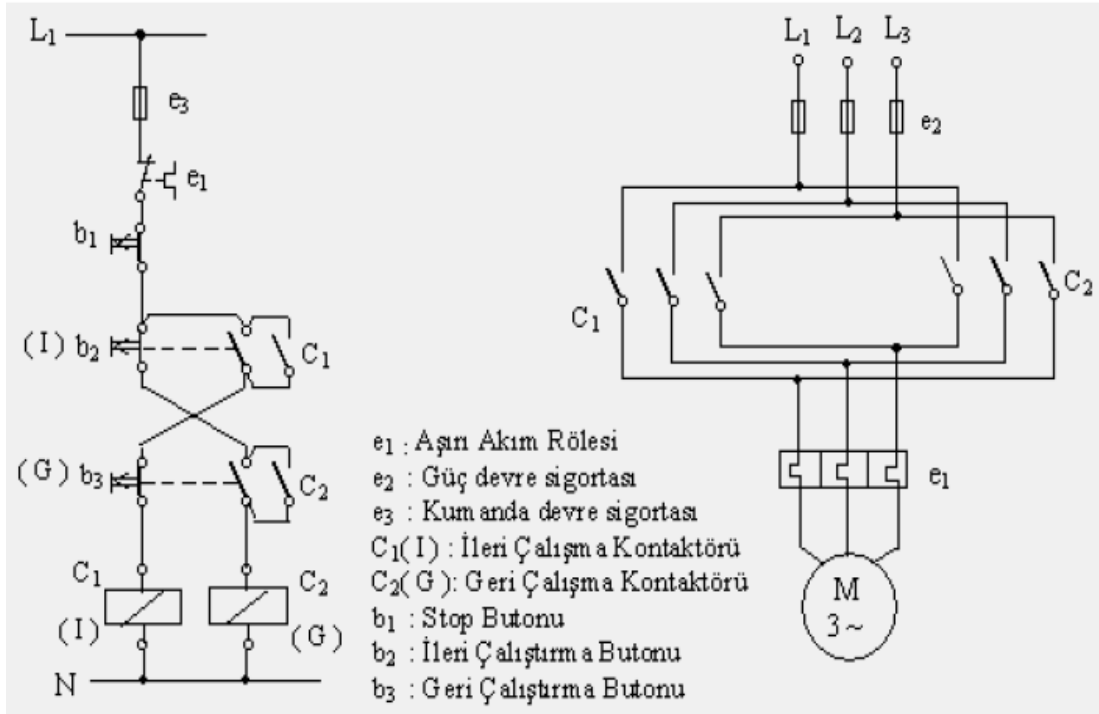 L₁
e₃
e₁
b₁
(I) b₂
C₁
(G) b₃
C₂
C₁
(I)
C₂
(G)
N
e₁ : Aşırı Akım Rölesi
e₂ : Güç devre sigortası
e₃ : Kumanda devre sigortası
C₁(I) : İleri Çalışma Kontaktörü
C₂(G): Geri Çalışma Kontaktörü
b₁ : Stop Butonu
b₂ : İleri Çalıştırma Butonu
b₃ : Geri Çalıştırma Butonu
L₁ L₂ L₃
e₂
C₁
C₂
e₁
M
3~